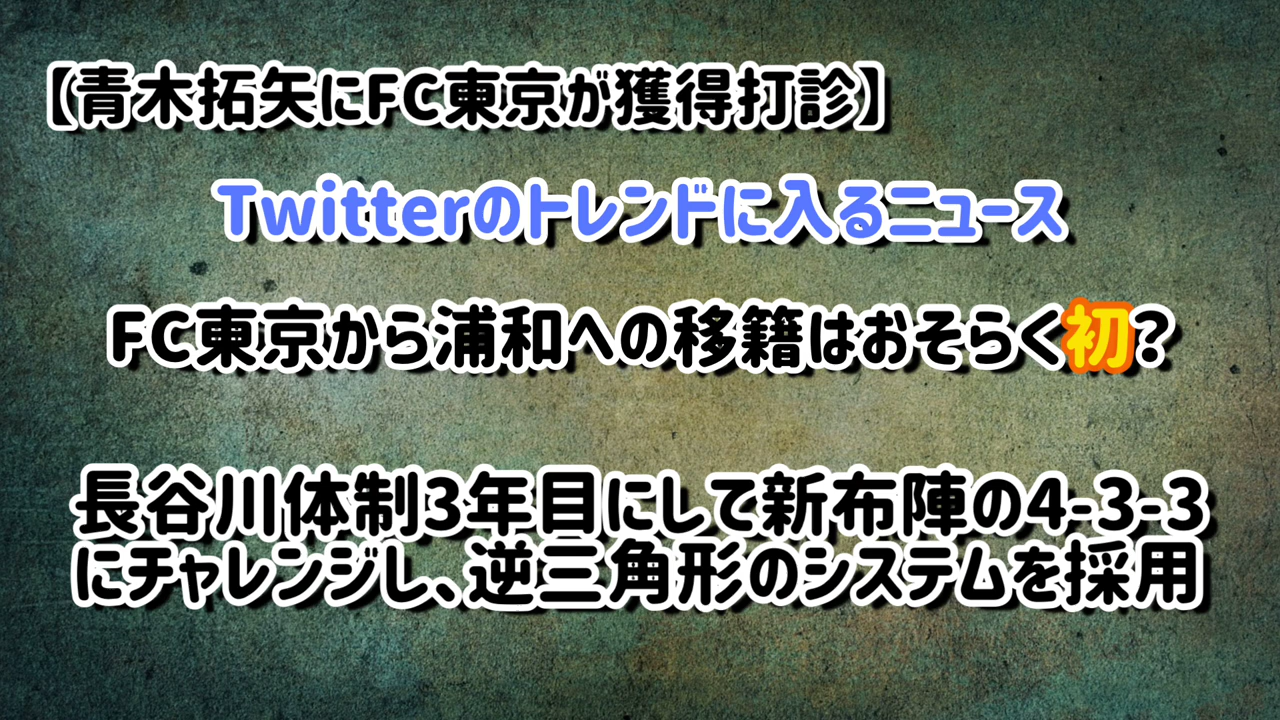 【青木拓矢にFC東京が獲得打診】
Twitterのトレンドに入るニュース
FC東京から浦和への移籍はおそらく初?
長谷川体制3年目にして新布陣の4-3-3
にチャレンジし、逆三角形のシステムを採用